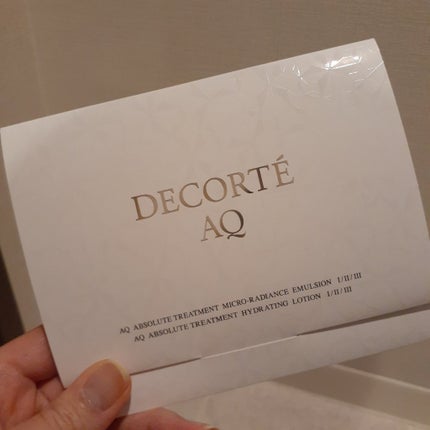 DECORTÉ
AQ
AQ ABSOLUTE TREATMENT MICRO-RADIANCE EMULSION I/II/III
AQ ABSOLUTE TREATMENT HYDRATING LOTION I/II/III